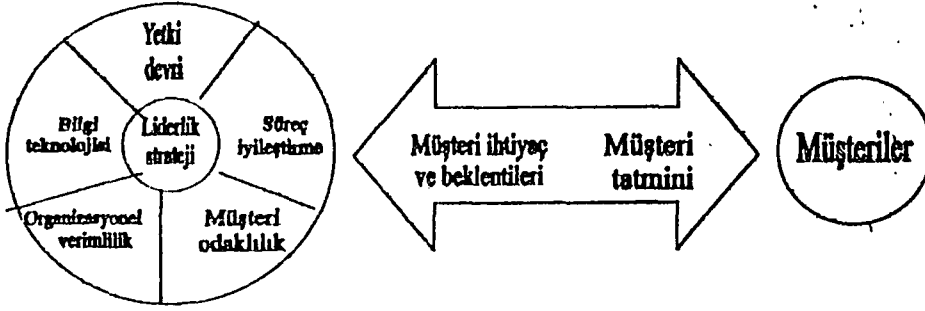 Yetki
devri
Bilgi
teknolojisi
Liderlik
strateji
Süreç
iyileştirme
Organizasyonel
verimlilik
Müşteri
odaklılık
Müşteri ihtiyaç
ve beklentileri
Müşteri
tatmini
Müşteriler